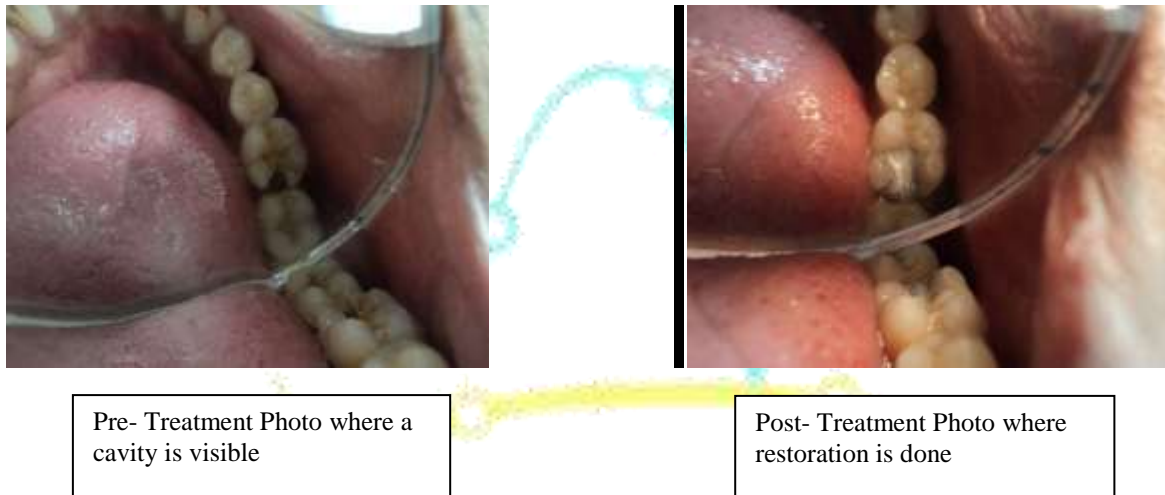 Pre- Treatment Photo where a
cavity is visible
Post- Treatment Photo where
restoration is done